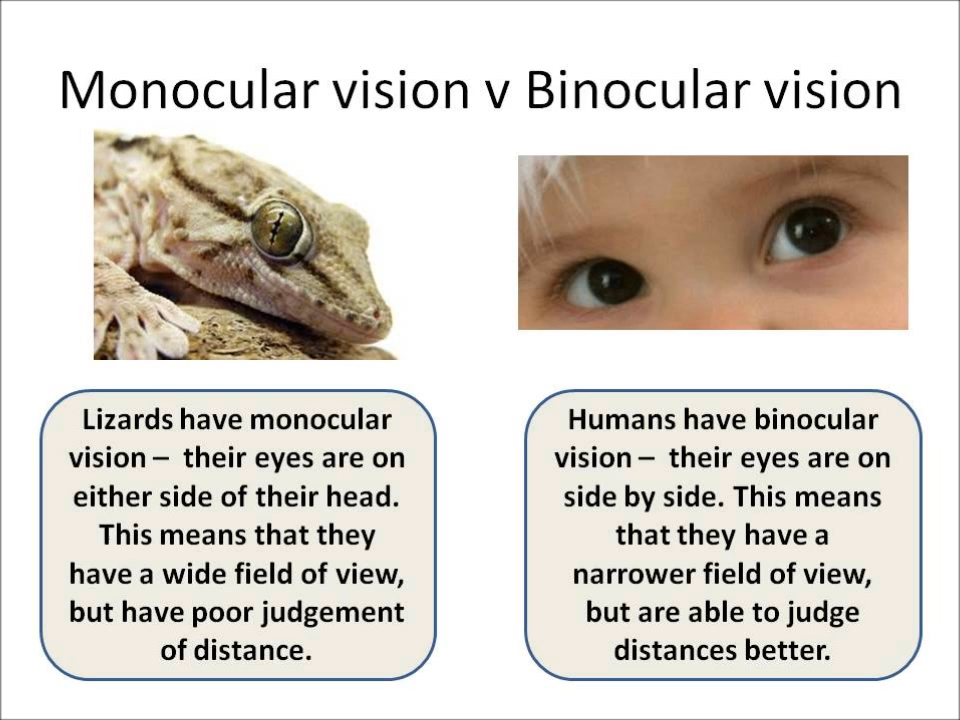 Monocular vision v Binocular vision
Lizards have monocular
vision –  their eyes are on
either side of their head.
This means that they
have a wide field of view,
but have poor judgement
of distance.
Humans have binocular
vision –  their eyes are on
side by side. This means
that they have a
narrower field of view,
but are able to judge
distances better.